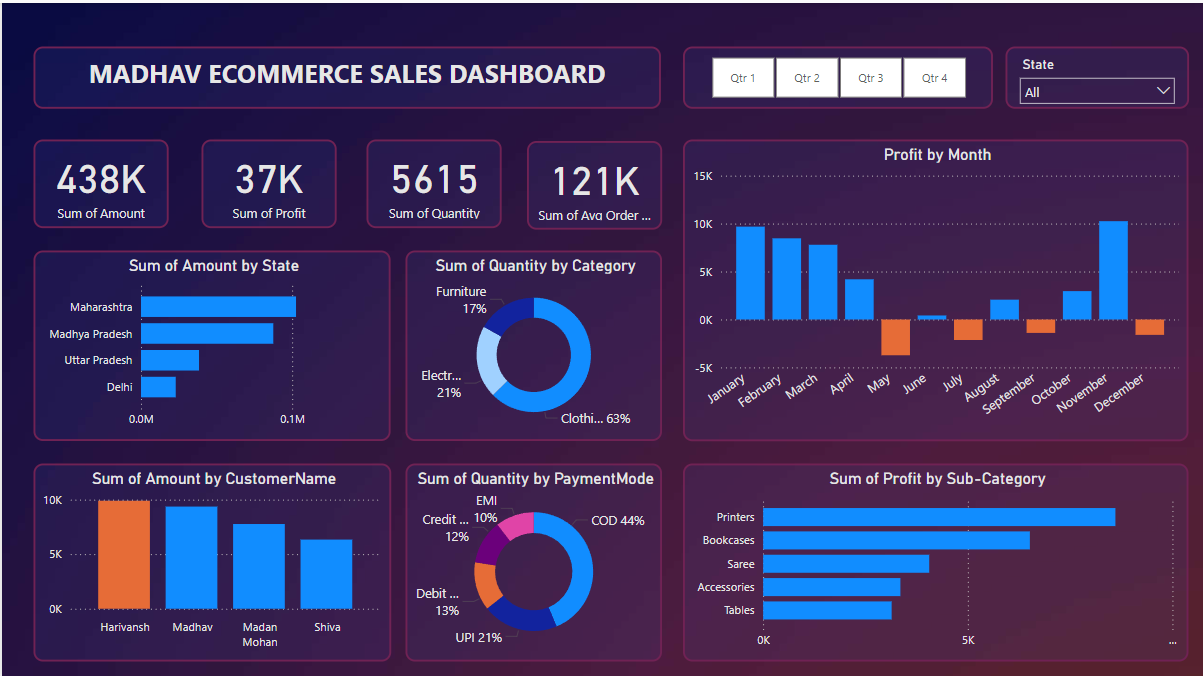 MADHAV ECOMMERCE SALES DASHBOARD
Qtr 1
Qtr 2
Qtr 3
Qtr 4
State
All
438K
Sum of Amount
37K
Sum of Profit
5615
Sum of Quantity
121K
Sum of Avg Order ...
Profit by Month
15K
10K
5K
0K
-5K
January
February
March
April
May
June
July
August
September
October
November
December
Sum of Amount by State
Maharashtra
Madhya Pradesh
Uttar Pradesh
Delhi
0.0M
0.1M
Sum of Quantity by Category
Furniture
17%
Electr...
21%
Clothi... 63%
Sum of Amount by CustomerName
10K
5K
0K
Harivansh
Madhav
Madan
Mohan
Shiva
Sum of Quantity by PaymentMode
EMI
10%
Credit ...
12%
Debit ...
13%
UPI 21%
COD 44%
Sum of Profit by Sub-Category
Printers
Bookcases
Saree
Accessories
Tables
0K
5K
...